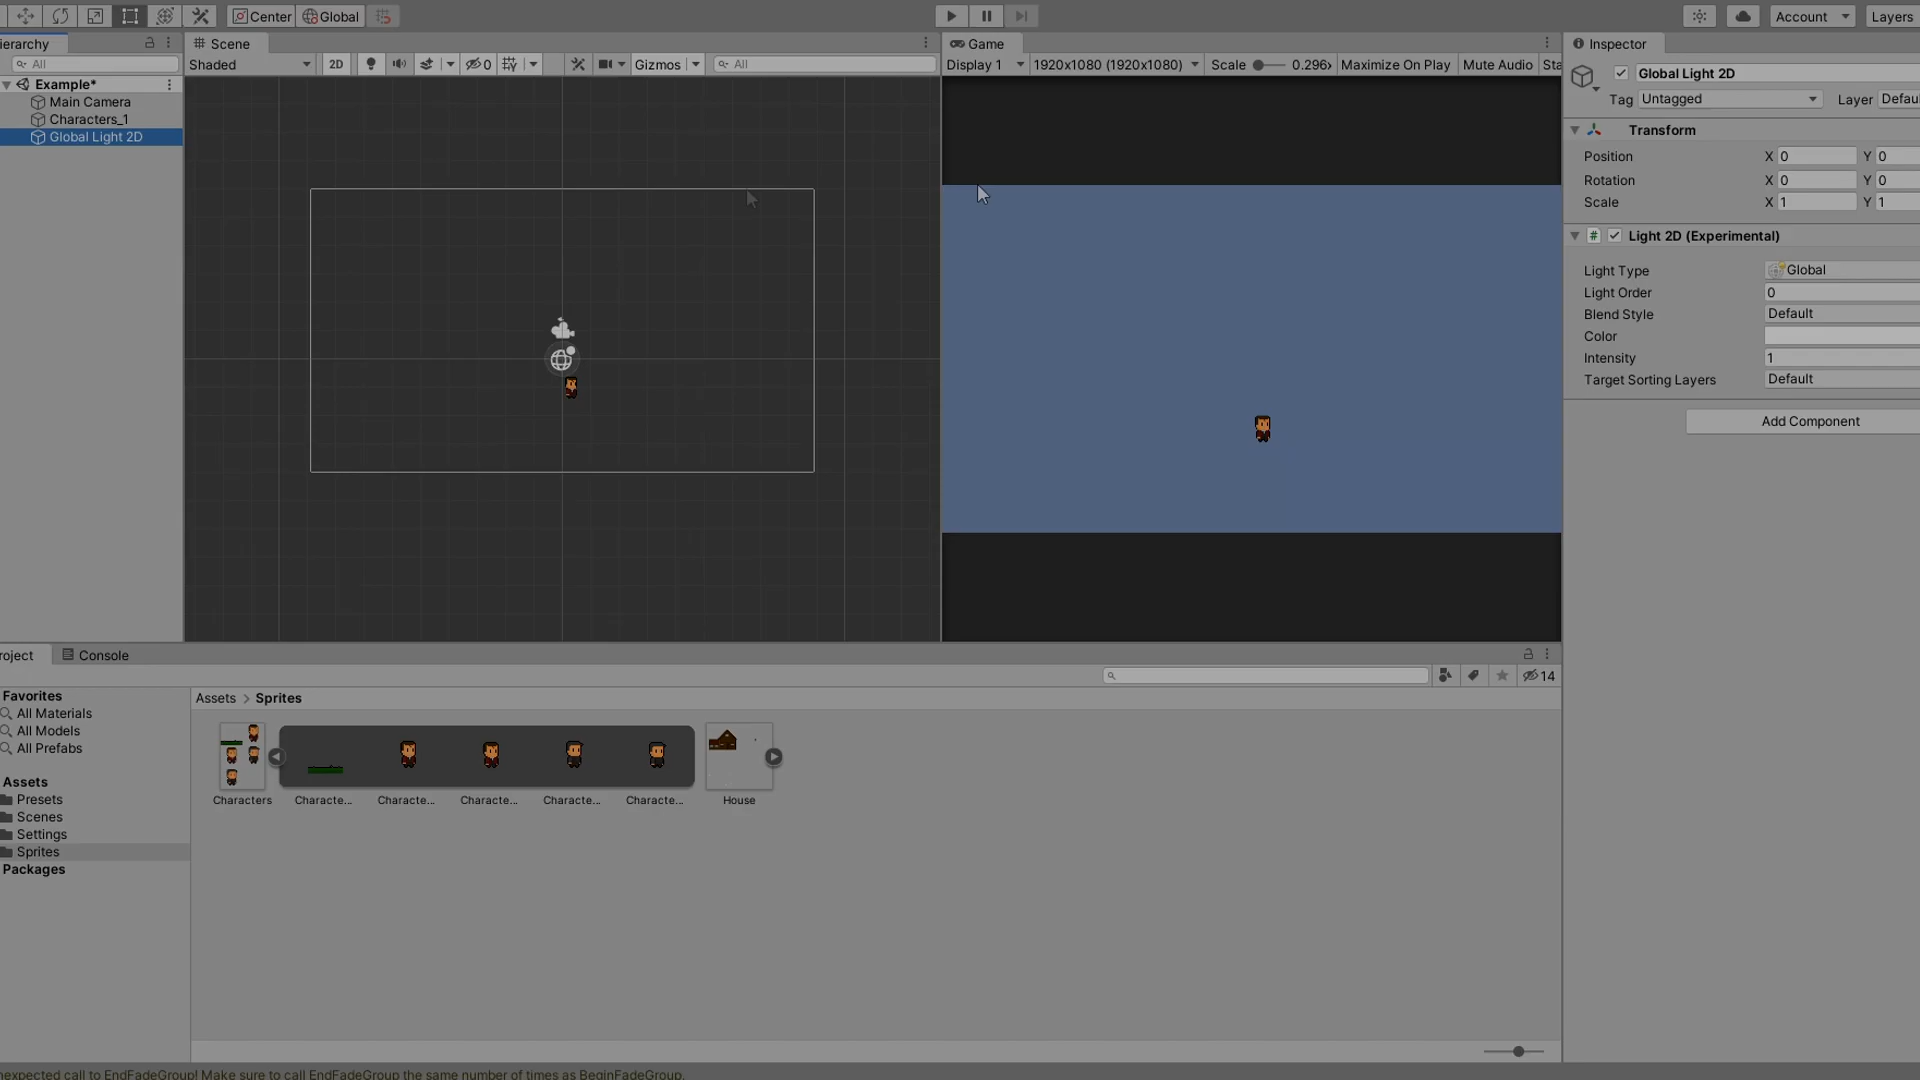 Center Global Account Layers
ierarchy
All
Example*
Main Camera
Characters_1
Global Light 2D
Scene
Shaded 2D 0 Gizmos All
Game
Display 1 1920x1080 (1920x1080) Scale 0.296x Maximize On Play Mute Audio Sta
Inspector
Global Light 2D
Tag Untagged Layer Defau
Transform
Position X 0 Y 0
Rotation X 0 Y 0
Scale X 1 Y 1
Light 2D (Experimental)
Light Type Global
Light Order 0
Blend Style Default
Color
Intensity 1
Target Sorting Layers Default
Add Component
roject Console
14
Favorites
All Materials
All Models
All Prefabs
Assets
Presets
Scenes
Settings
Sprites
Packages
Assets > Sprites
Characters Characte... Characte... Characte... Characte... Characte... House
nexpected call to EndFadeGroup! Make sure to call EndFadeGroup the same number of times as BeginFadeGroup.